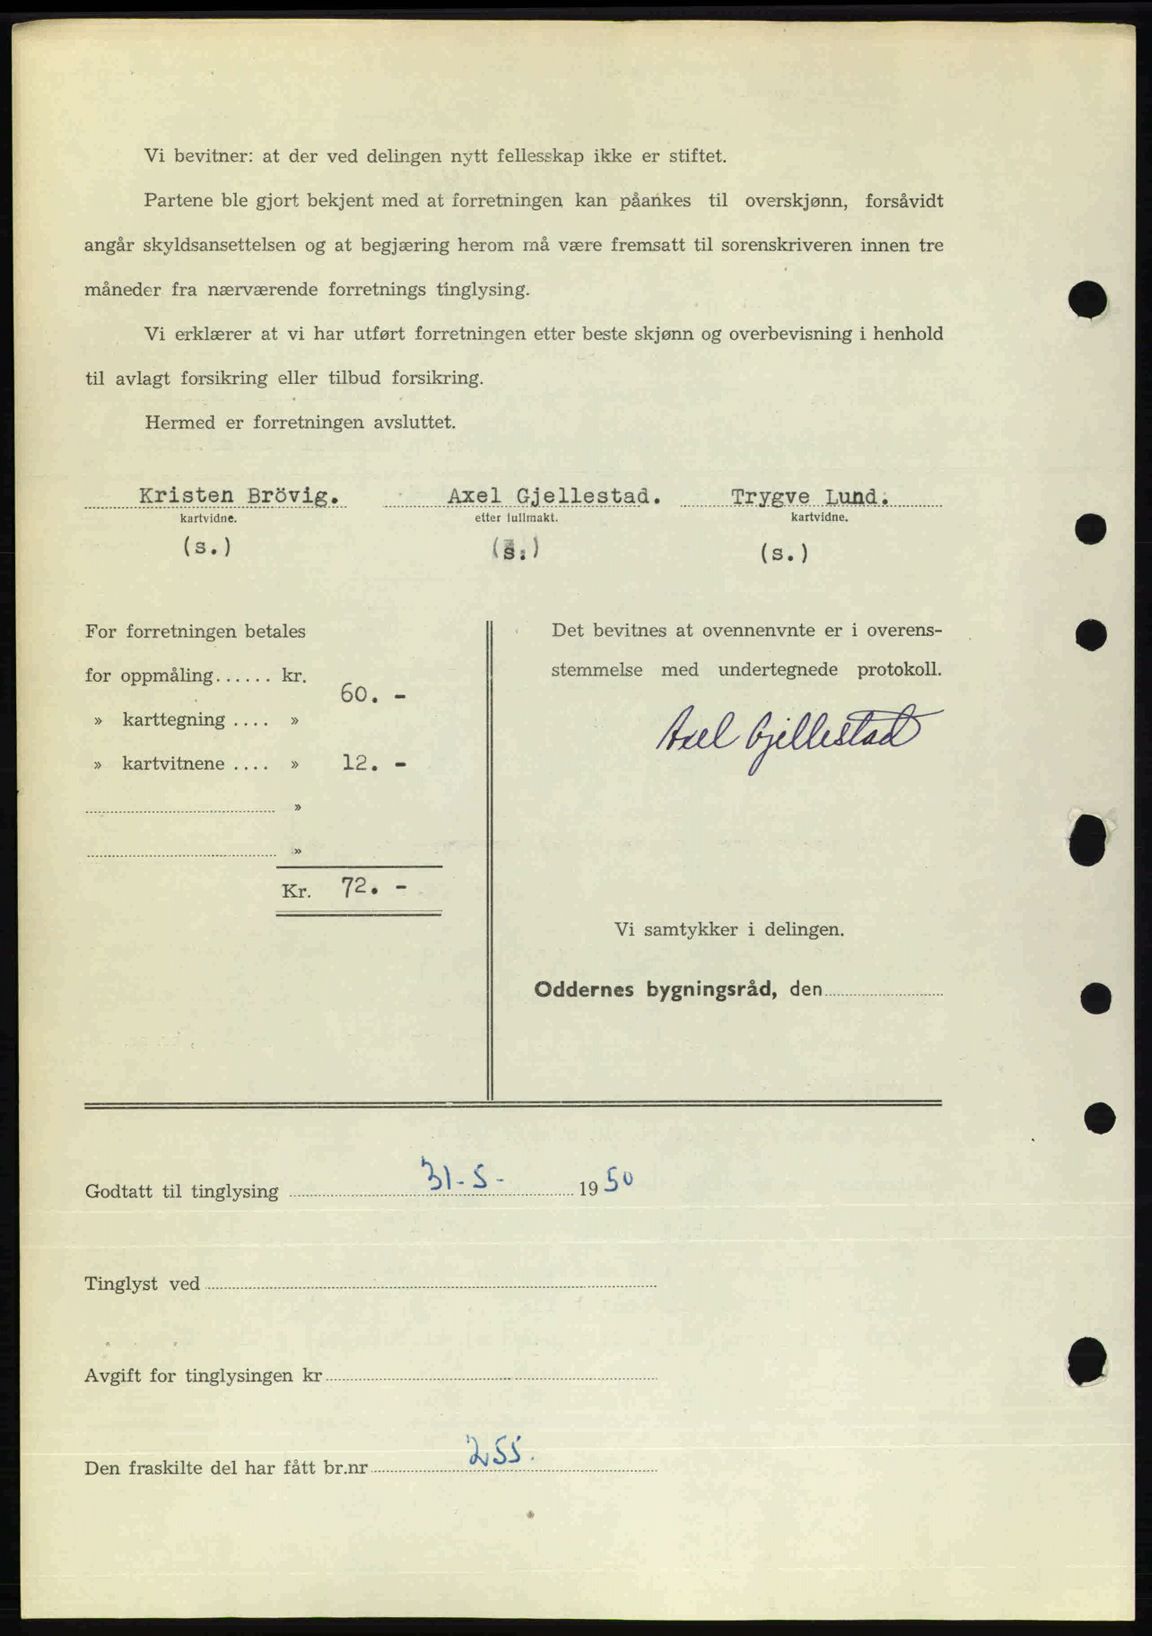 Vi bevitner: at der ved delingen nytt fellesskap ikke er stiftet.
Partene ble gjort bekjent med at forretningen kan påankes til overskjønn, forsåvidt
angår skyldsansettelsen og at begjæring herom må være fremsatt til sorenskriveren innen tre
måneder fra nærværende forretnings tinglysing.
Vi erklærer at vi har utført forretningen etter beste skjønn og overbevisning i henhold
til avlagt forsikring eller tilbud forsikring.
Hermed er forretningen avsluttet.
Kristen Brövig. Axel Gjellestad. Trygve Lund.
kartvidne. etter fullmakt. kartvidne.
(s.) (s.) (s.)
For forretningen betales
for oppmåling...... kr.
60. -
» karttegning .... »
» kartvitnene .... » 12. -
»
»
Kr. 72. -
Det bevitnes at ovennenvnte er i overens-
stemmelse med undertegnede protokoll.
Axel Gjellestad
Vi samtykker i delingen.
Oddernes bygningsråd, den
Godtatt til tinglysing 31-5- 1950
Tinglyst ved
Avgift for tinglysingen kr
Den fraskilte del har fått br.nr 255.